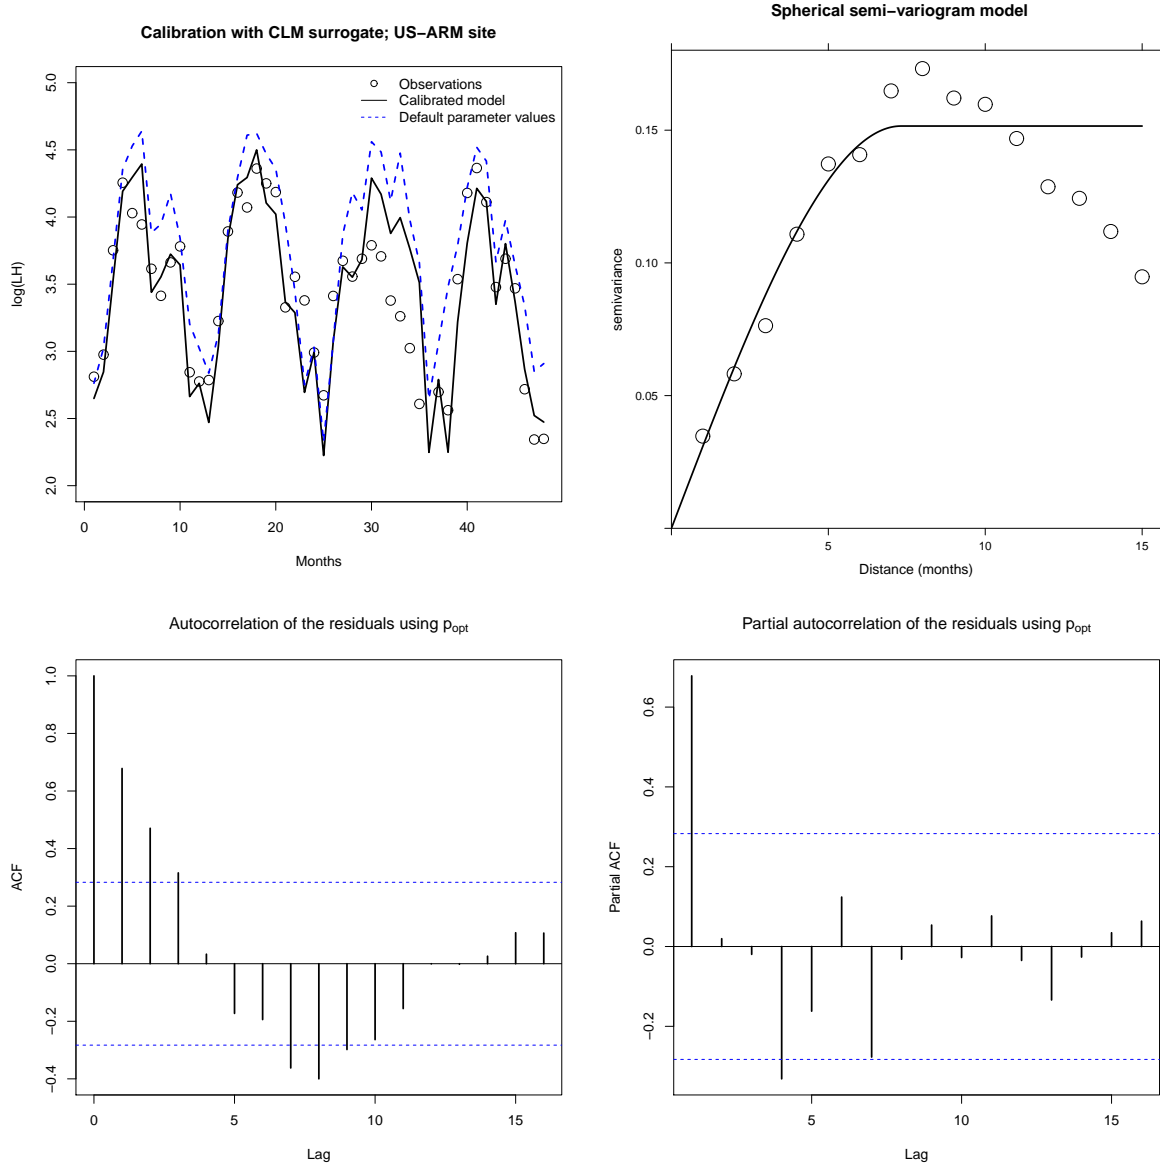 Calibration with CLM surrogate; US−ARM site
5.0
4.5
4.0
3.5
3.0
2.5
2.0
log(LH)
Observations
Calibrated model
Default parameter values
0 10 20 30 40
Months
Spherical semi−variogram model
0.15
0.10
0.05
semivariance
5 10 15
Distance (months)
Autocorrelation of the residuals using popt
1.0
0.8
0.6
0.4
0.2
0.0
−0.2
−0.4
ACF
0 5 10 15
Lag
Partial autocorrelation of the residuals using popt
0.6
0.4
0.2
0.0
−0.2
Partial ACF
5 10 15
Lag